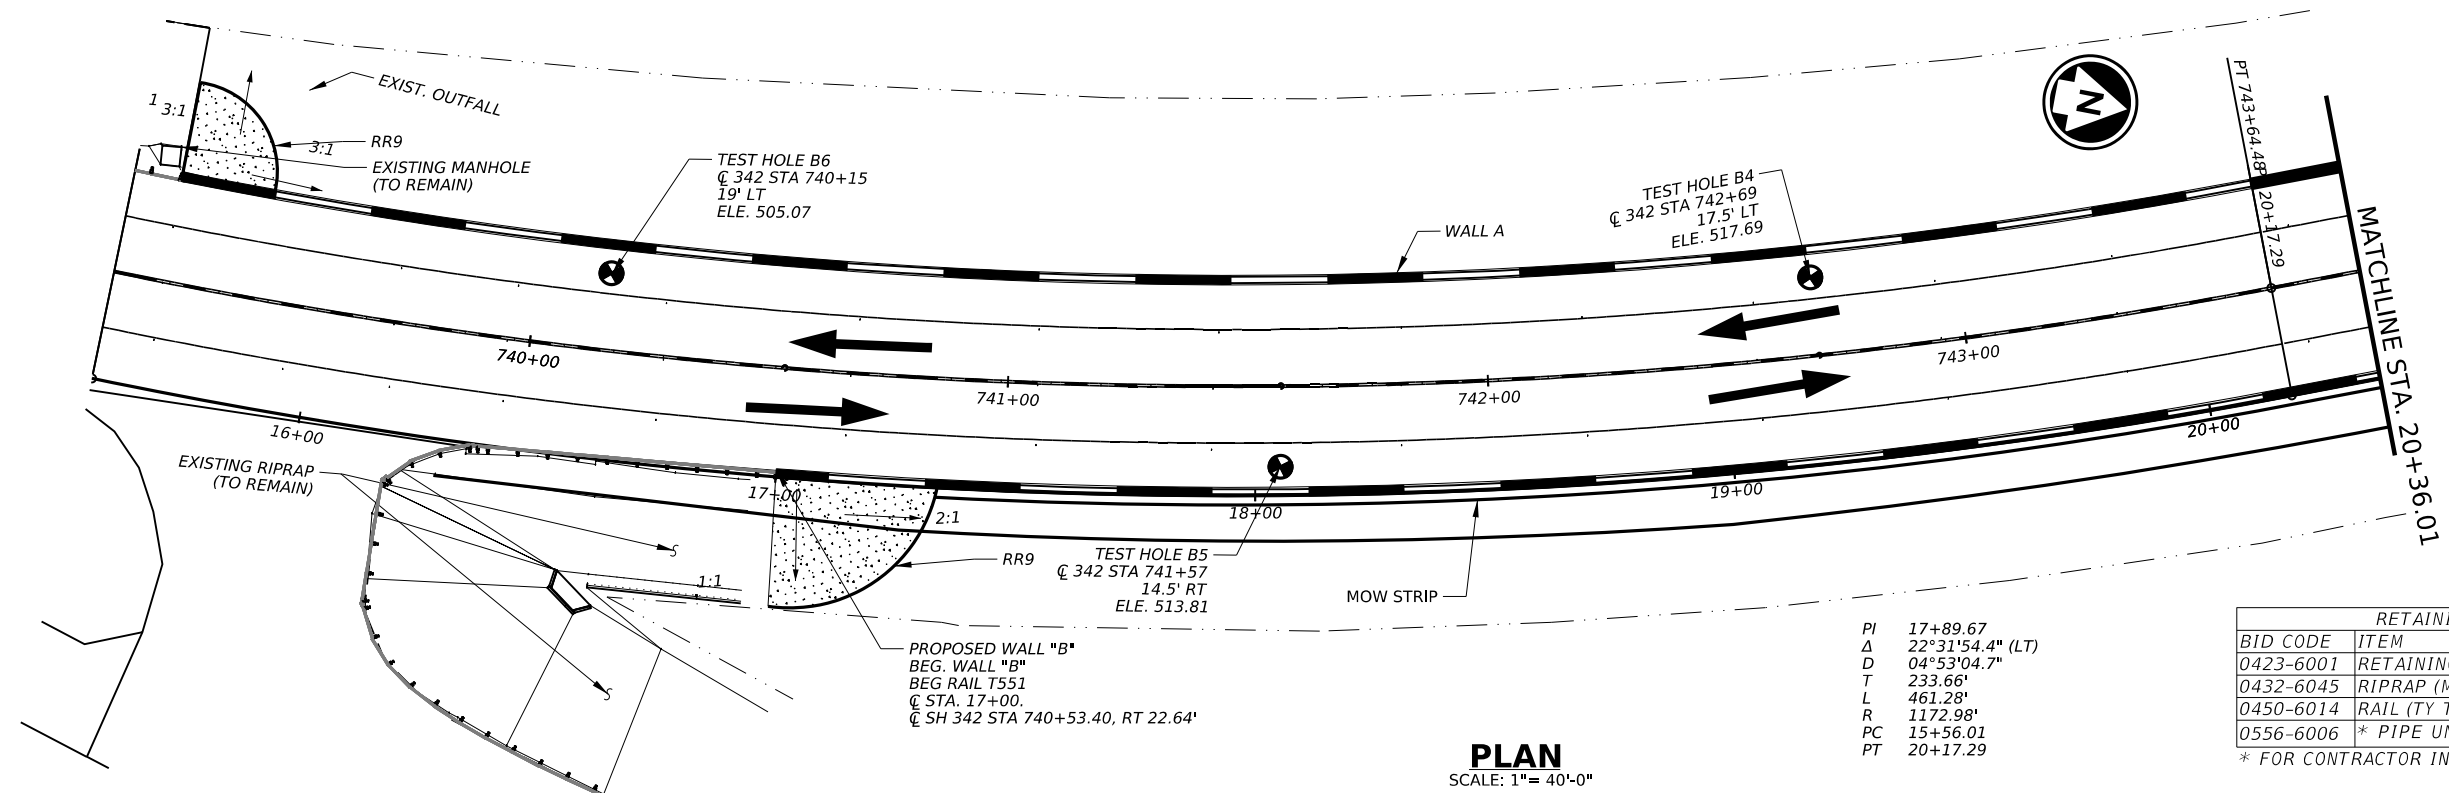 EXIST. OUTFALL
1
3:1
3:1
RR9
EXISTING MANHOLE
(TO REMAIN)
TEST HOLE B6
℄ 342 STA 740+15
19' LT
ELE. 505.07
WALL A
TEST HOLE B4
℄ 342 STA 742+69
17.5' LT
ELE. 517.69
N
PT 743+64.48
PT 20+17.29
MATCHLINE STA. 20+36.01
740+00
741+00
742+00
743+00
16+00
17+00
18+00
19+00
20+00
EXISTING RIPRAP
(TO REMAIN)
1:1
2:1
RR9
TEST HOLE B5
℄ 342 STA 741+57
14.5' RT
ELE. 513.81
MOW STRIP
PROPOSED WALL "B"
BEG. WALL "B"
BEG RAIL T551
℄ STA. 17+00.
℄ SH 342 STA 740+53.40, RT 22.64'
PI 17+89.67
Δ 22°31'54.4" (LT)
D 04°53'04.7"
T 233.66'
L 461.28'
R 1172.98'
PC 15+56.01
PT 20+17.29
PLAN
SCALE: 1"= 40'-0"
BID CODE ITEM
0423-6001
0432-6045 RIPRAP
0450-6014 RAIL (TY
0556-6006 * PIPE
* FOR CONTRACTOR